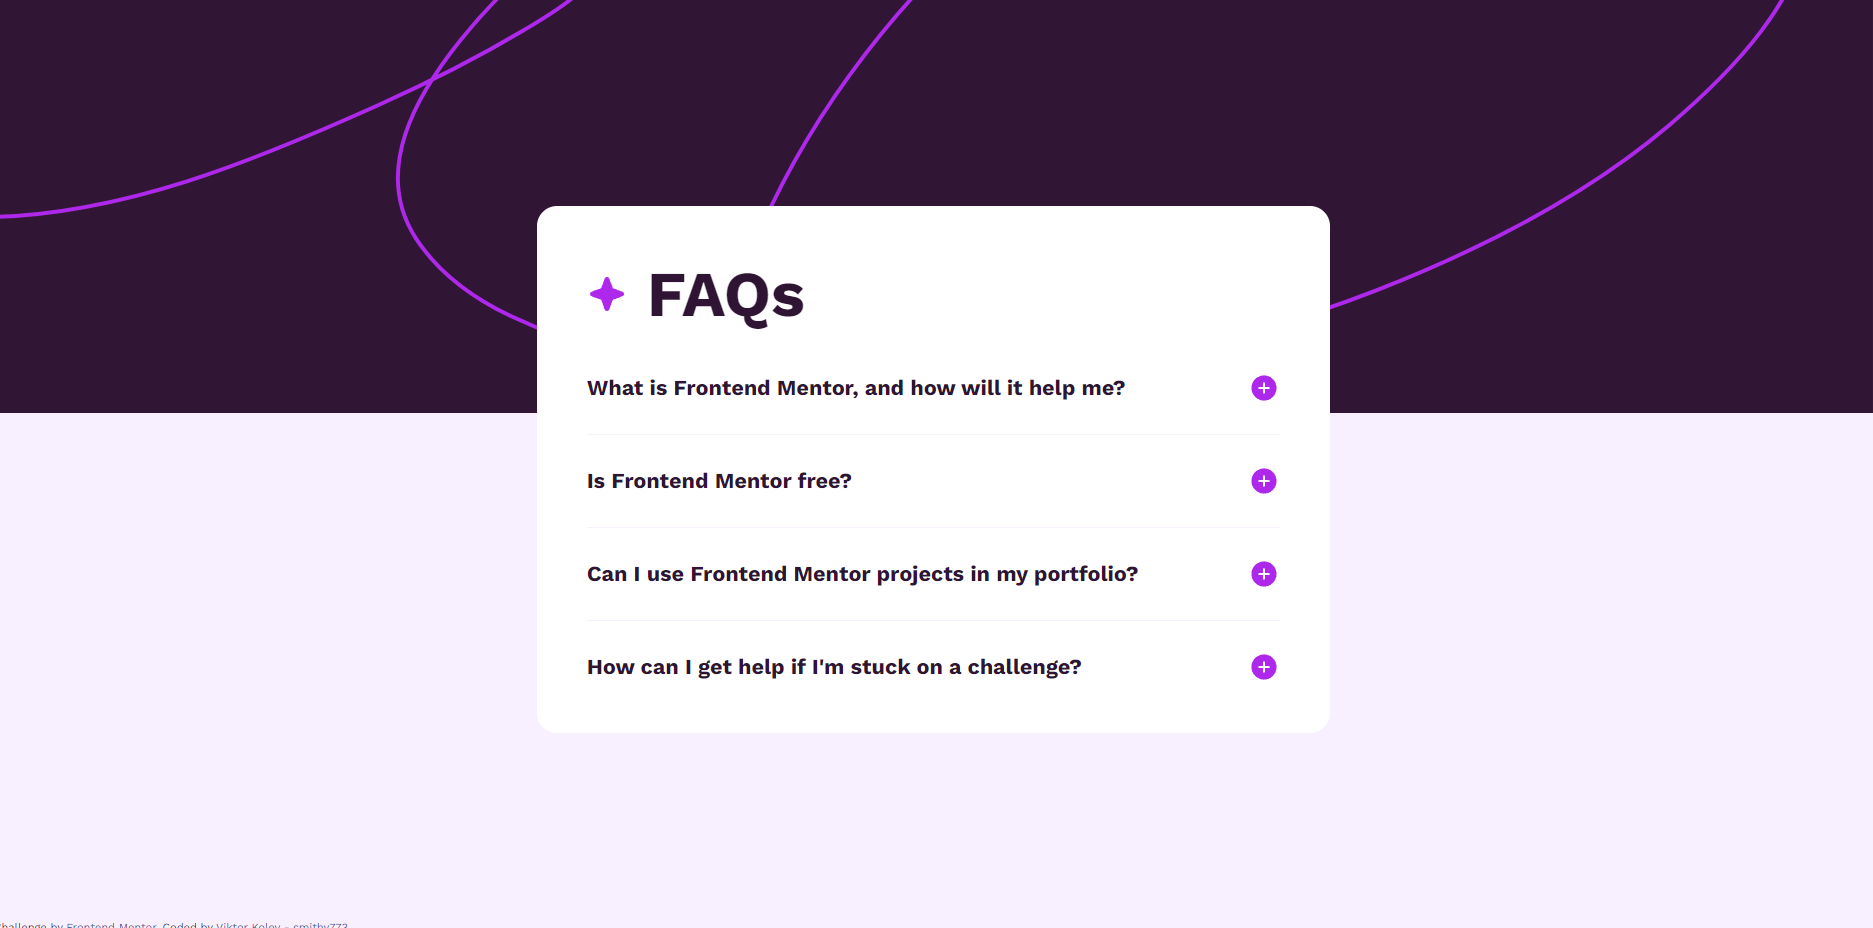 FAQs
What is Frontend Mentor, and how will it help me?
Is Frontend Mentor free?
Can I use Frontend Mentor projects in my portfolio?
How can I get help if I'm stuck on a challenge?
Challenge by Frontend Mentor. Coded by Viktor Kolev - smithy773